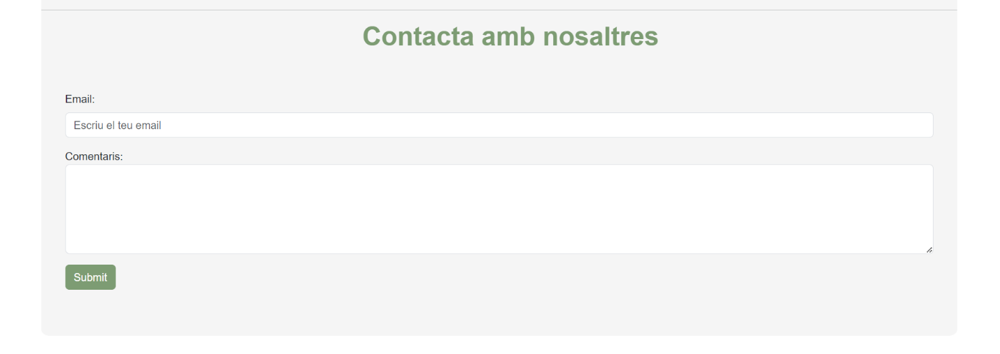 Contacta amb nosaltres
Email:
Escriu el teu email
Comentaris:
Submit